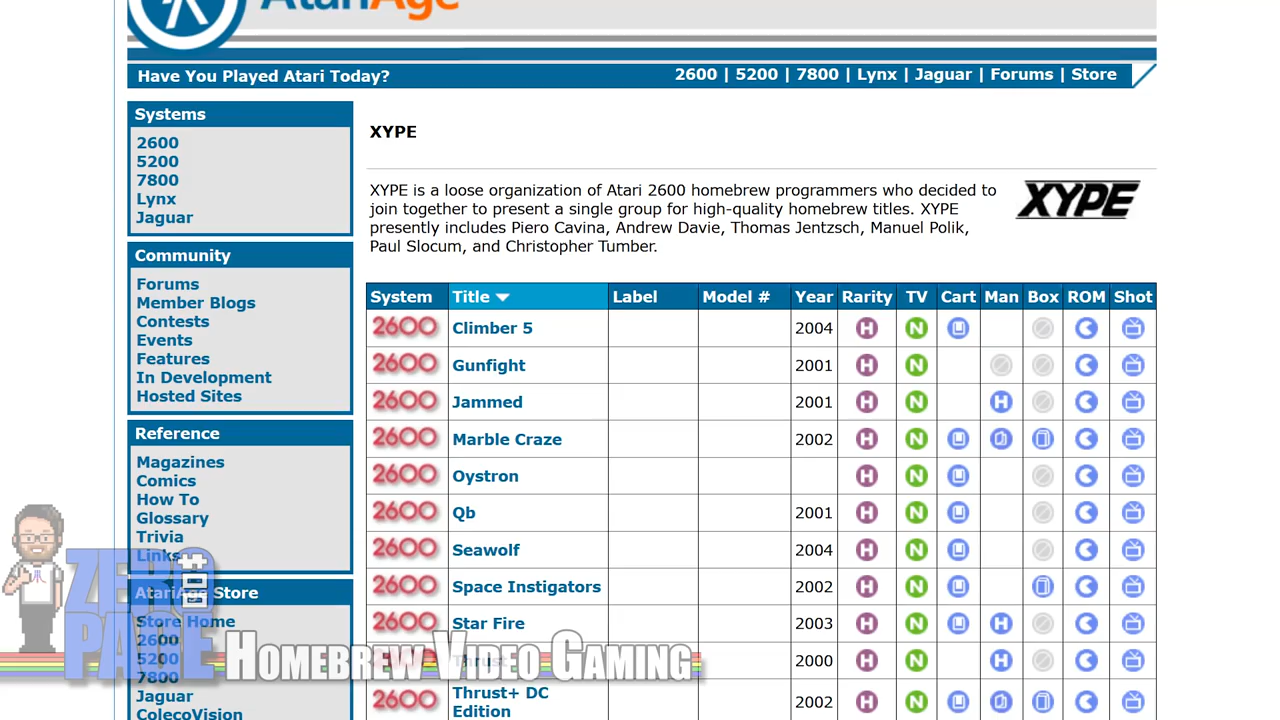 AtariAge
Have You Played Atari Today?
2600 | 5200 | 7800 | Lynx | Jaguar | Forums | Store
Systems
2600
5200
7800
Lynx
Jaguar
Community
Forums
Member Blogs
Contests
Events
Features
In Development
Hosted Sites
Reference
Magazines
Comics
How To
Glossary
Trivia
Links
AtariAge Store
Store Home
2600
5200
7800
Jaguar
ColecoVision
XYPE
XYPE is a loose organization of Atari 2600 homebrew programmers who decided to
join together to present a single group for high-quality homebrew titles. XYPE
presently includes Piero Cavina, Andrew Davie, Thomas Jentzsch, Manuel Polik,
Paul Slocum, and Christopher Tumber.
XYPE
System Title Label Model # Year Rarity TV Cart Man Box ROM Shot
2600 Climber 5 2004 H N
2600 Gunfight 2001 H N
2600 Jammed 2001 H N H
2600 Marble Craze 2002 H N
2600 Oystron H N
2600 Qb 2001 H N
2600 Seawolf 2004 H N
2600 Space Instigators 2002 H N
2600 Star Fire 2003 H N H
Thrust 2000 H N H
2600 Thrust+ DC
Edition 2002 H N
ZERO
PAGE
Homebrew Video Gaming